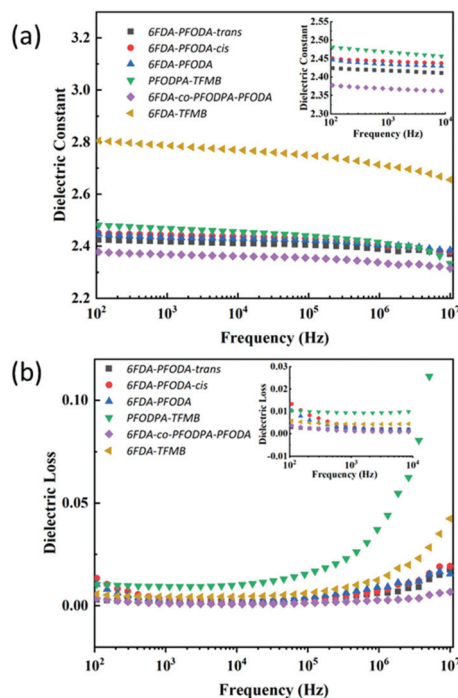 (a)
6FDA-PFODA-trans
6FDA-PFODA-cis
6FDA-PFODA
PFODPA-TFMB
6FDA-co-PFODPA-PFODA
6FDA-TFMB
Dielectric Constant
3.2
3.0
2.8
2.6
2.4
2.2
10² 10³ 10⁴ 10⁵ 10⁶ 10⁷
Frequency (Hz)
Dielectric Constant
2.55
2.50
2.45
2.40
2.35
2.30
10² 10³ 10⁴
Frequency (Hz)
(b)
6FDA-PFODA-trans
6FDA-PFODA-cis
6FDA-PFODA
PFODPA-TFMB
6FDA-co-PFODPA-PFODA
6FDA-TFMB
Dielectric Loss
0.10
0.05
0.00
10² 10³ 10⁴ 10⁵ 10⁶ 10⁷
Frequency (Hz)
Dielectric Loss
0.03
0.02
0.01
0.00
-0.01
10² 10³ 10⁴
Frequency (Hz)